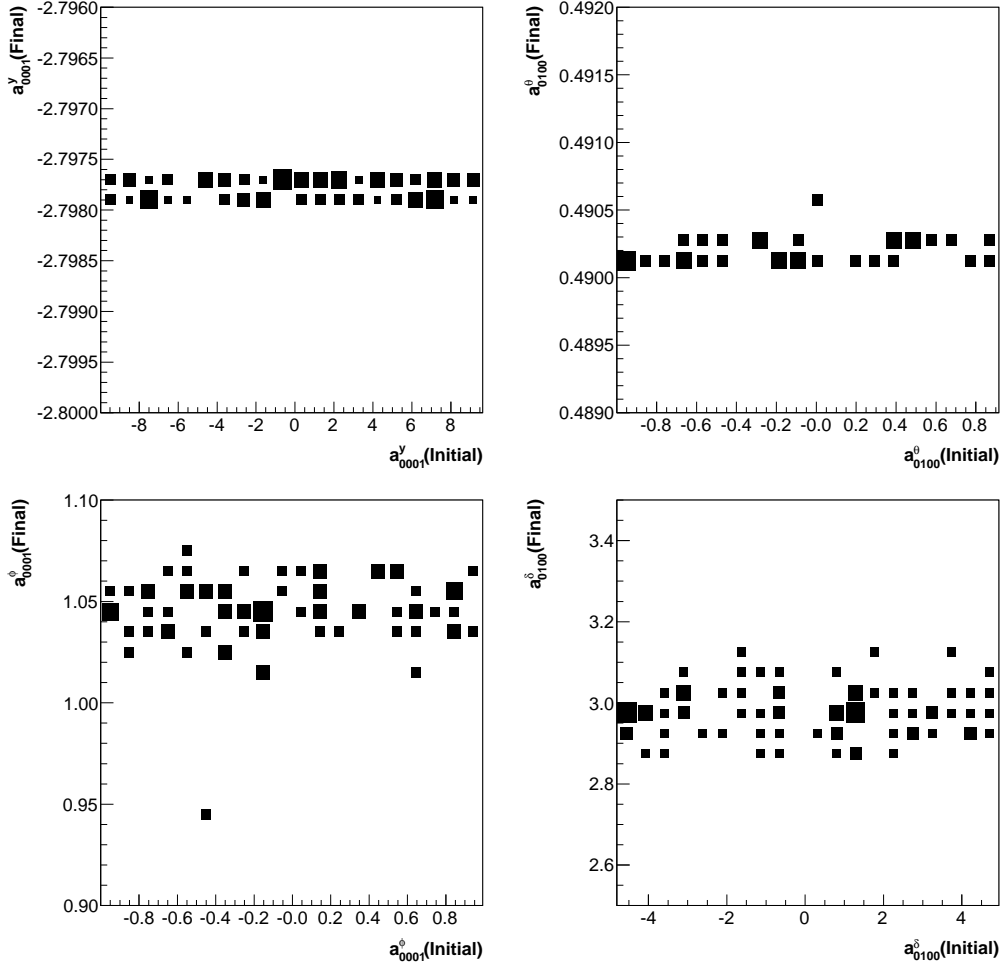 a^y_0001(Final)
-2.7960
-2.7965
-2.7970
-2.7975
-2.7980
-2.7985
-2.7990
-2.7995
-2.8000
-8 -6 -4 -2 0 2 4 6 8
a^y_0001(Initial)
a^θ_0100(Final)
0.4920
0.4915
0.4910
0.4905
0.4900
0.4895
0.4890
-0.8 -0.6 -0.4 -0.2 -0.0 0.2 0.4 0.6 0.8
a^θ_0100(Initial)
a^ϕ_0001(Final)
1.10
1.05
1.00
0.95
0.90
-0.8 -0.6 -0.4 -0.2 -0.0 0.2 0.4 0.6 0.8
a^ϕ_0001(Initial)
a^δ_0100(Final)
3.4
3.2
3.0
2.8
2.6
-4 -2 0 2 4
a^δ_0100(Initial)